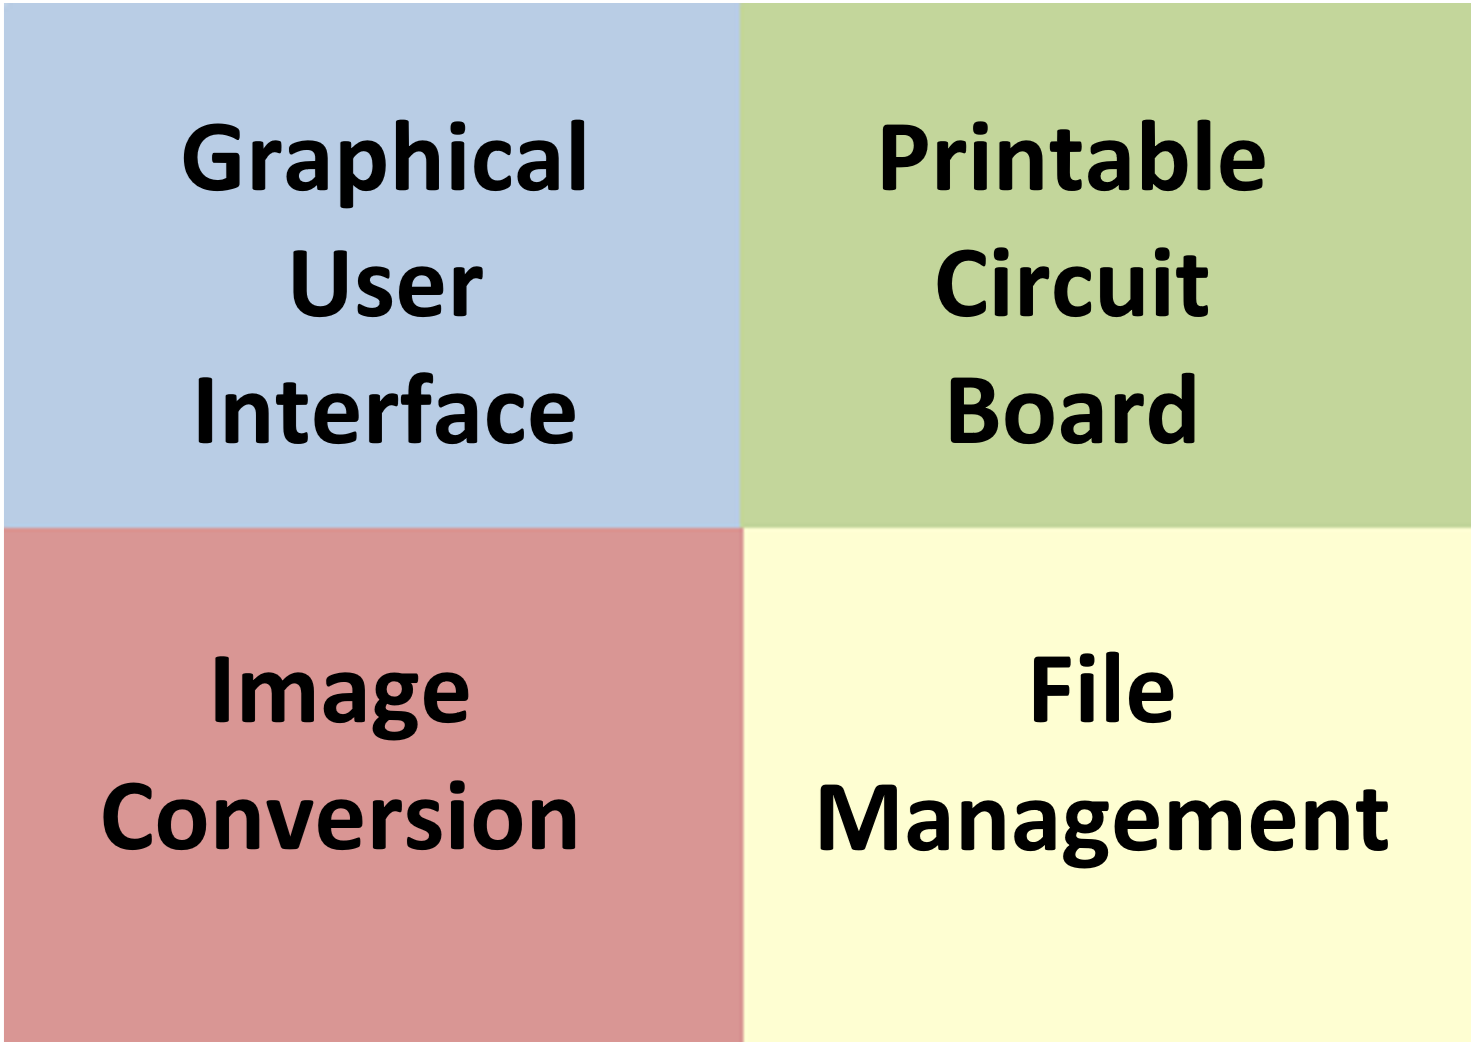 Graphical
User
Interface
Printable
Circuit
Board
Image
Conversion
File
Management